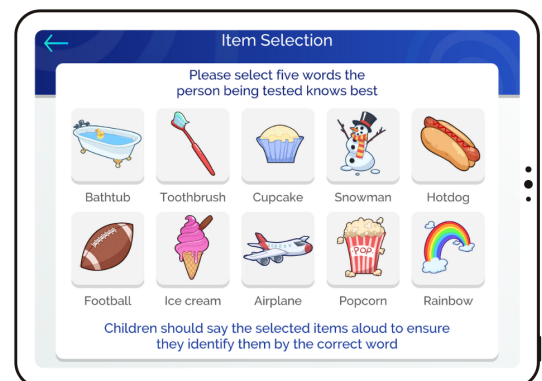 Item Selection
Please select five words the
person being tested knows best
Bathtub Toothbrush Cupcake Snowman Hotdog
POP.
Football Ice cream Airplane Popcorn Rainbow
Children should say the selected items aloud to ensure
they identify them by the correct word